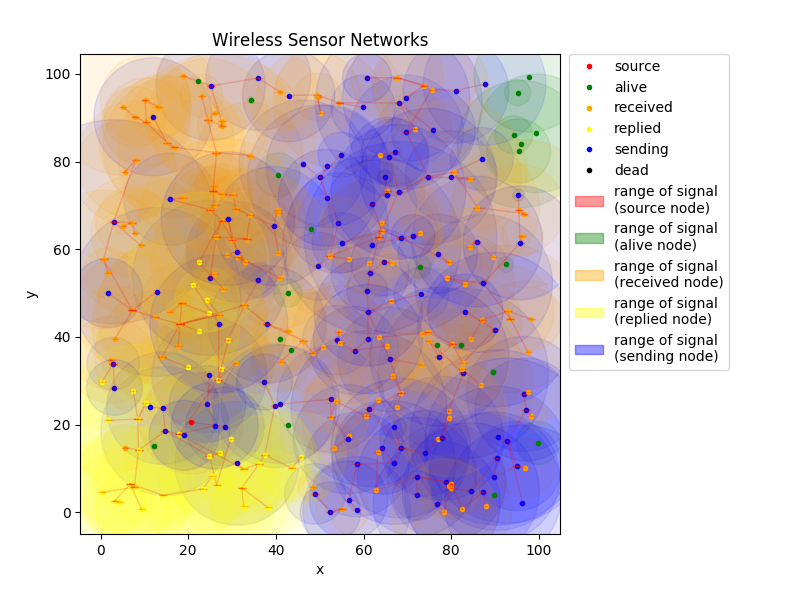 Wireless Sensor Networks
100
80
60
40
20
0
y
0 20 40 60 80 100
x
source
alive
received
replied
sending
dead
range of signal
(source node)
range of signal
(alive node)
range of signal
(received node)
range of signal
(replied node)
range of signal
(sending node)